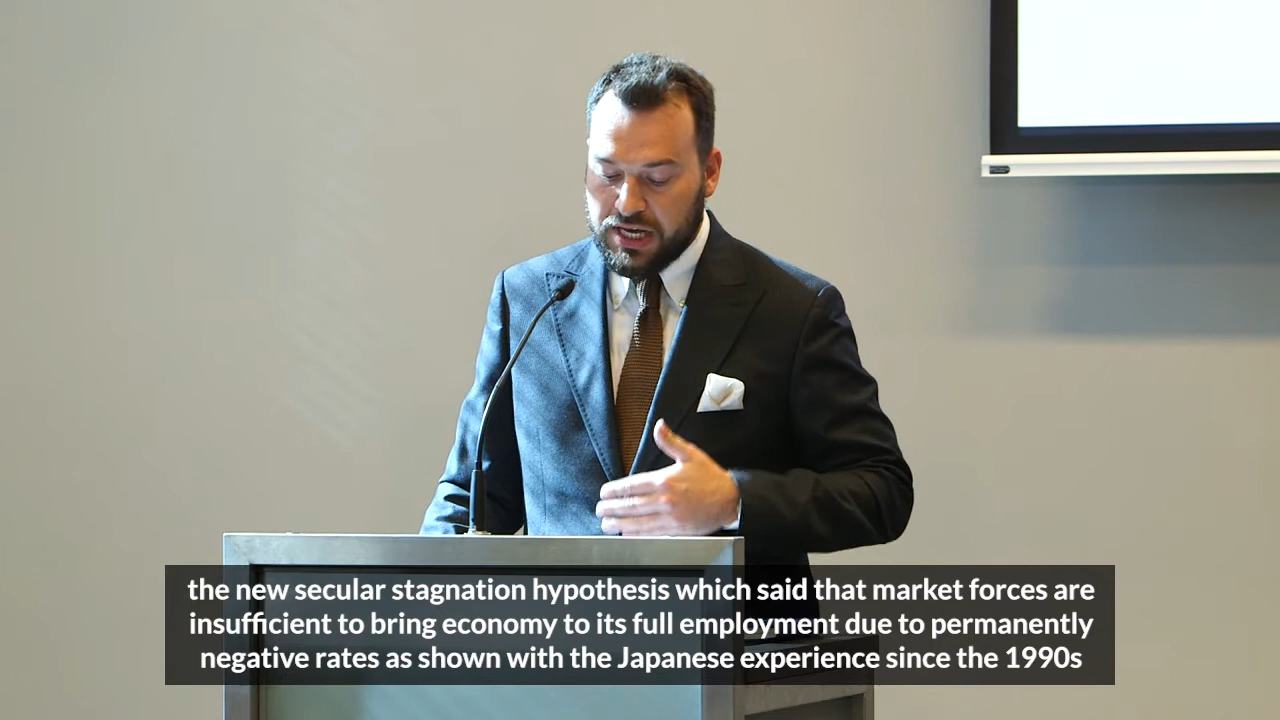 the new secular stagnation hypothesis which said that market forces are
insufficient to bring economy to its full employment due to permanently
negative rates as shown with the Japanese experience since the 1990s